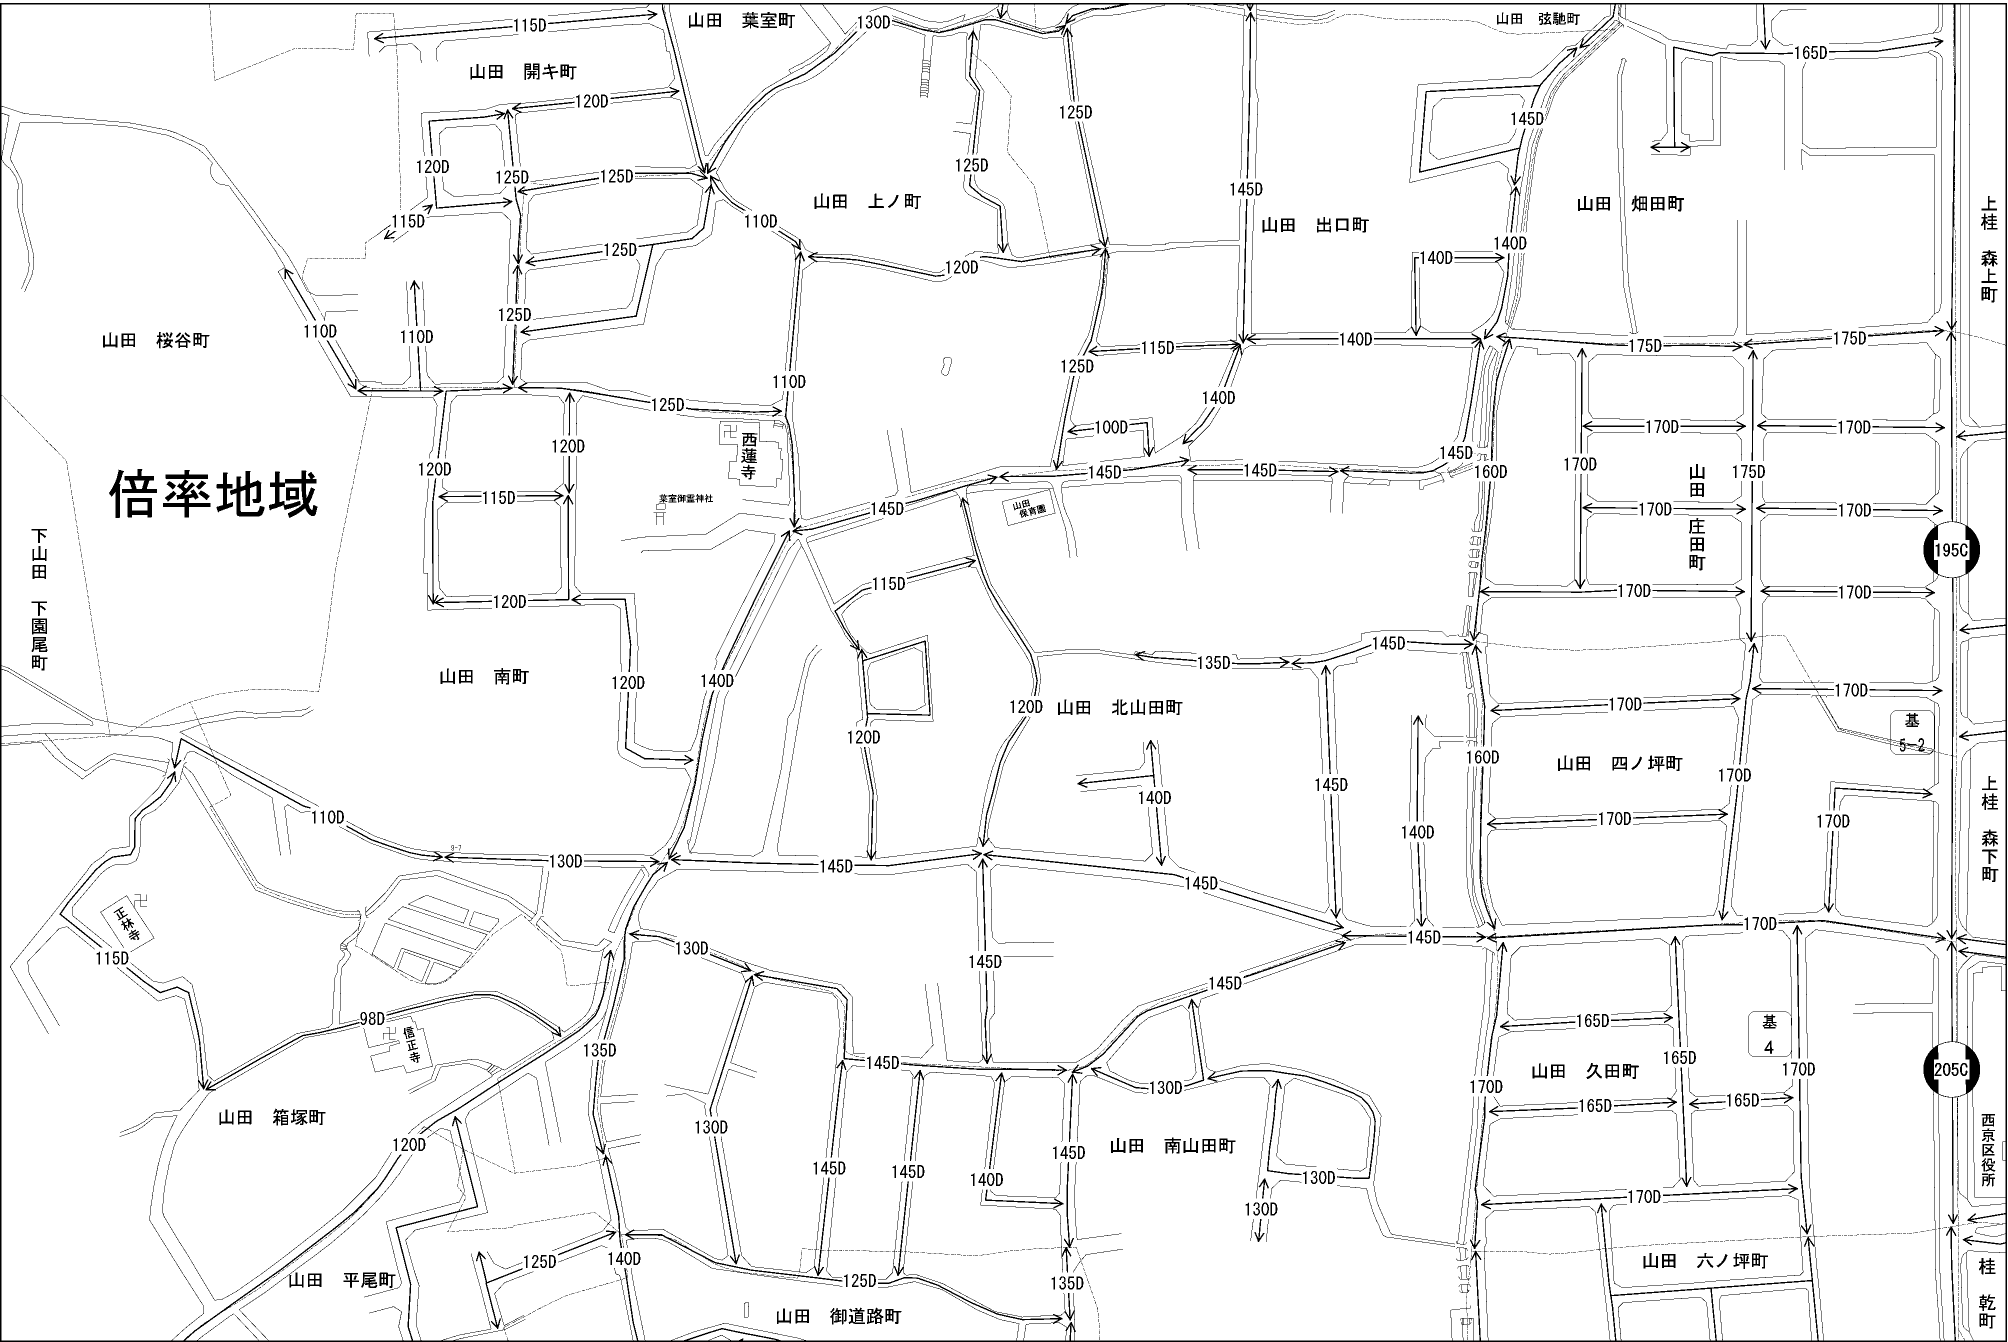 山田 葉室町
130D
山田 弦馳町
115D
165D
山田 開キ町
120D
125D
145D
120D
125D
125D
125D
145D
山田 上ノ町
山田 出口町
山田 畑田町
上桂 森上町
115D
110D
125D
140D
140D
120D
125D
110D
110D
山田 桜谷町
115D
140D
175D
175D
110D
125D
125D
140D
100D
170D
170D
120D
西蓮寺
145D
120D
145D
145D
160D
170D
175D
倍率地域
115D
葉室御霊神社
145D
山田 保育園
170D
山田 庄田町
170D
下山田 下園尾町
195C
115D
120D
170D
170D
145D
135D
山田 南町
120D
140D
170D
120D
山田 北山田町
170D
基
5-2
120D
160D
山田 四ノ坪町
170D
145D
140D
110D
170D
170D
140D
上桂 森下町
9-7
130D
145D
145D
正林寺
170D
145D
130D
115D
145D
145D
98D
165D
基
4
信正寺
135D
145D
165D
170D
205C
山田 久田町
130D
170D
山田 箱塚町
165D
165D
130D
120D
山田 南山田町
145D
西京区役所
145D
145D
140D
130D
170D
130D
125D
140D
山田 六ノ坪町
山田 平尾町
125D
135D
桂 乾町
山田 御道路町